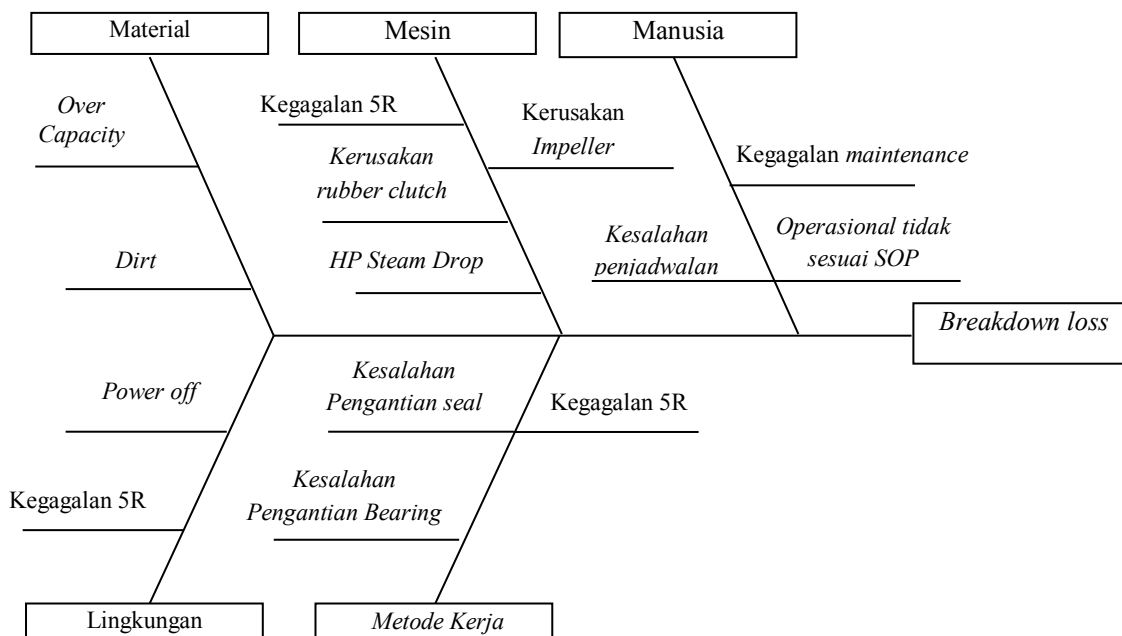 Material
Mesin
Manusia
Over
Capacity
Kegagalan 5R
Kerusakan
Impeller
Kerusakan
rubber clutch
Kegagalan maintenance
Dirt
HP Steam Drop
Kesalahan
penjadwalan
Operasional tidak
sesuai SOP
Breakdown loss
Power off
Kesalahan
Pengantian seal
Kegagalan 5R
Kegagalan 5R
Kesalahan
Pengantian Bearing
Lingkungan
Metode Kerja